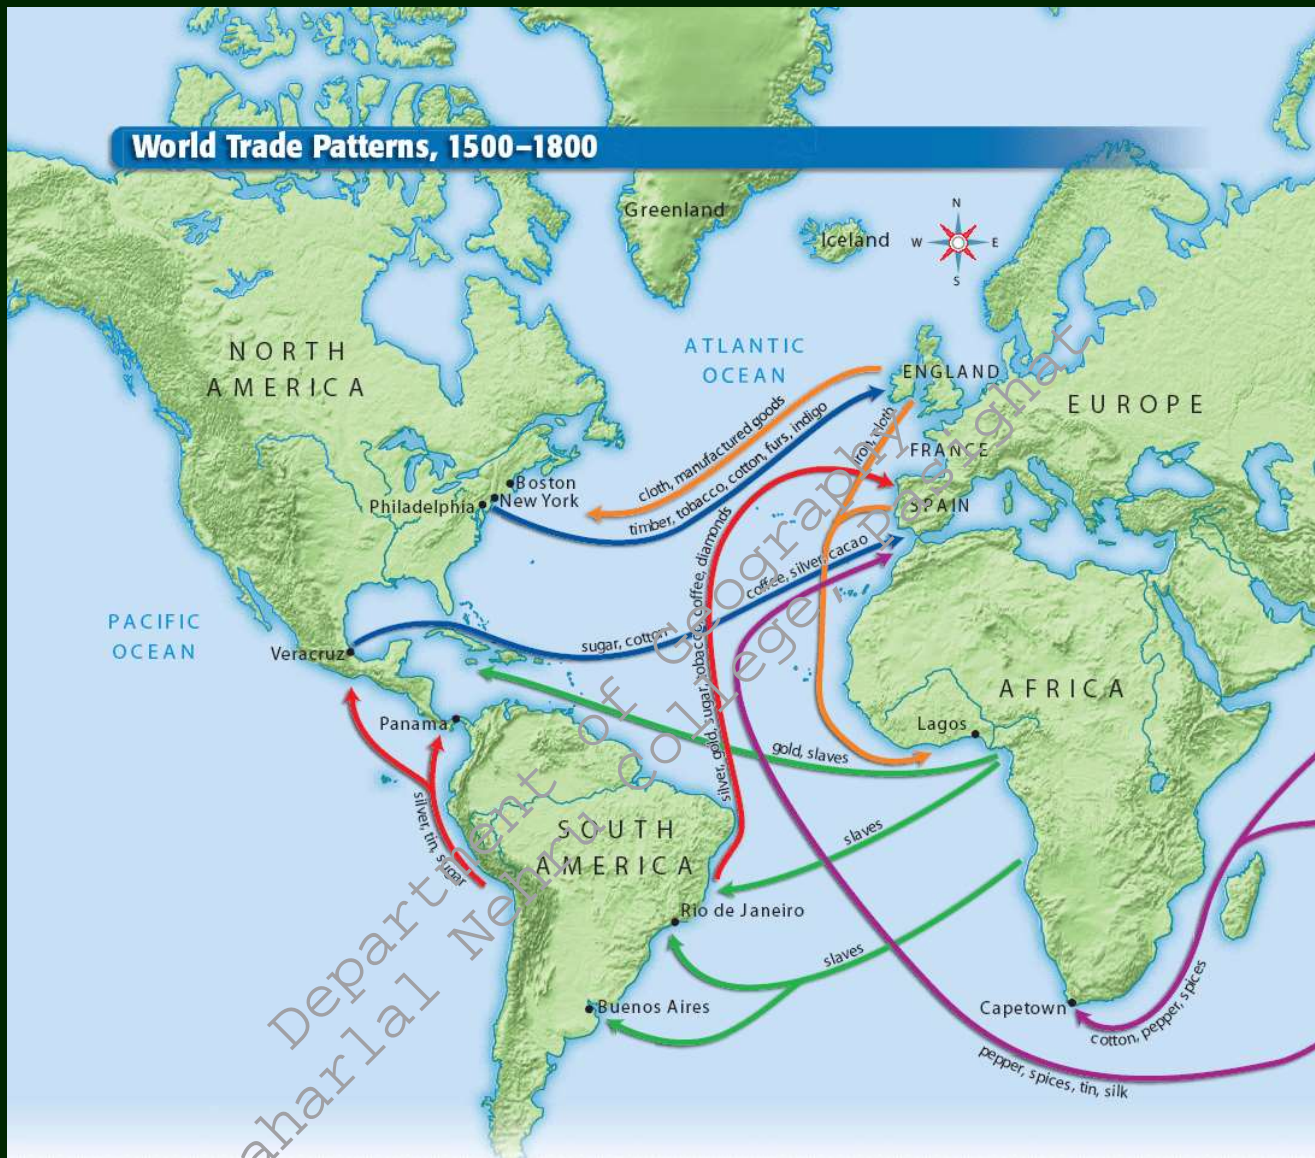 World Trade Patterns, 1500–1800
Greenland
Iceland
N
W
E
S
NORTH
AMERICA
ATLANTIC
OCEAN
ENGLAND
EUROPE
cloth, manufactured goods
timber, tobacco, cotton, furs, indigo
iron, cloth
FRANCE
SPAIN
Boston
New York
Philadelphia
silver, gold, sugar, tobacco, coffee, diamonds
sugar, cotton
coffee, silver, cacao
PACIFIC
OCEAN
Veracruz
Panama
AFRICA
Lagos
gold, slaves
silver, tin, sugar
SOUTH
AMERICA
slaves
Rio de Janeiro
slaves
Buenos Aires
Capetown
cotton, pepper, spices
pepper, spices, tin, silk
Department of Geography
aharlal Nehru College, Pasighat